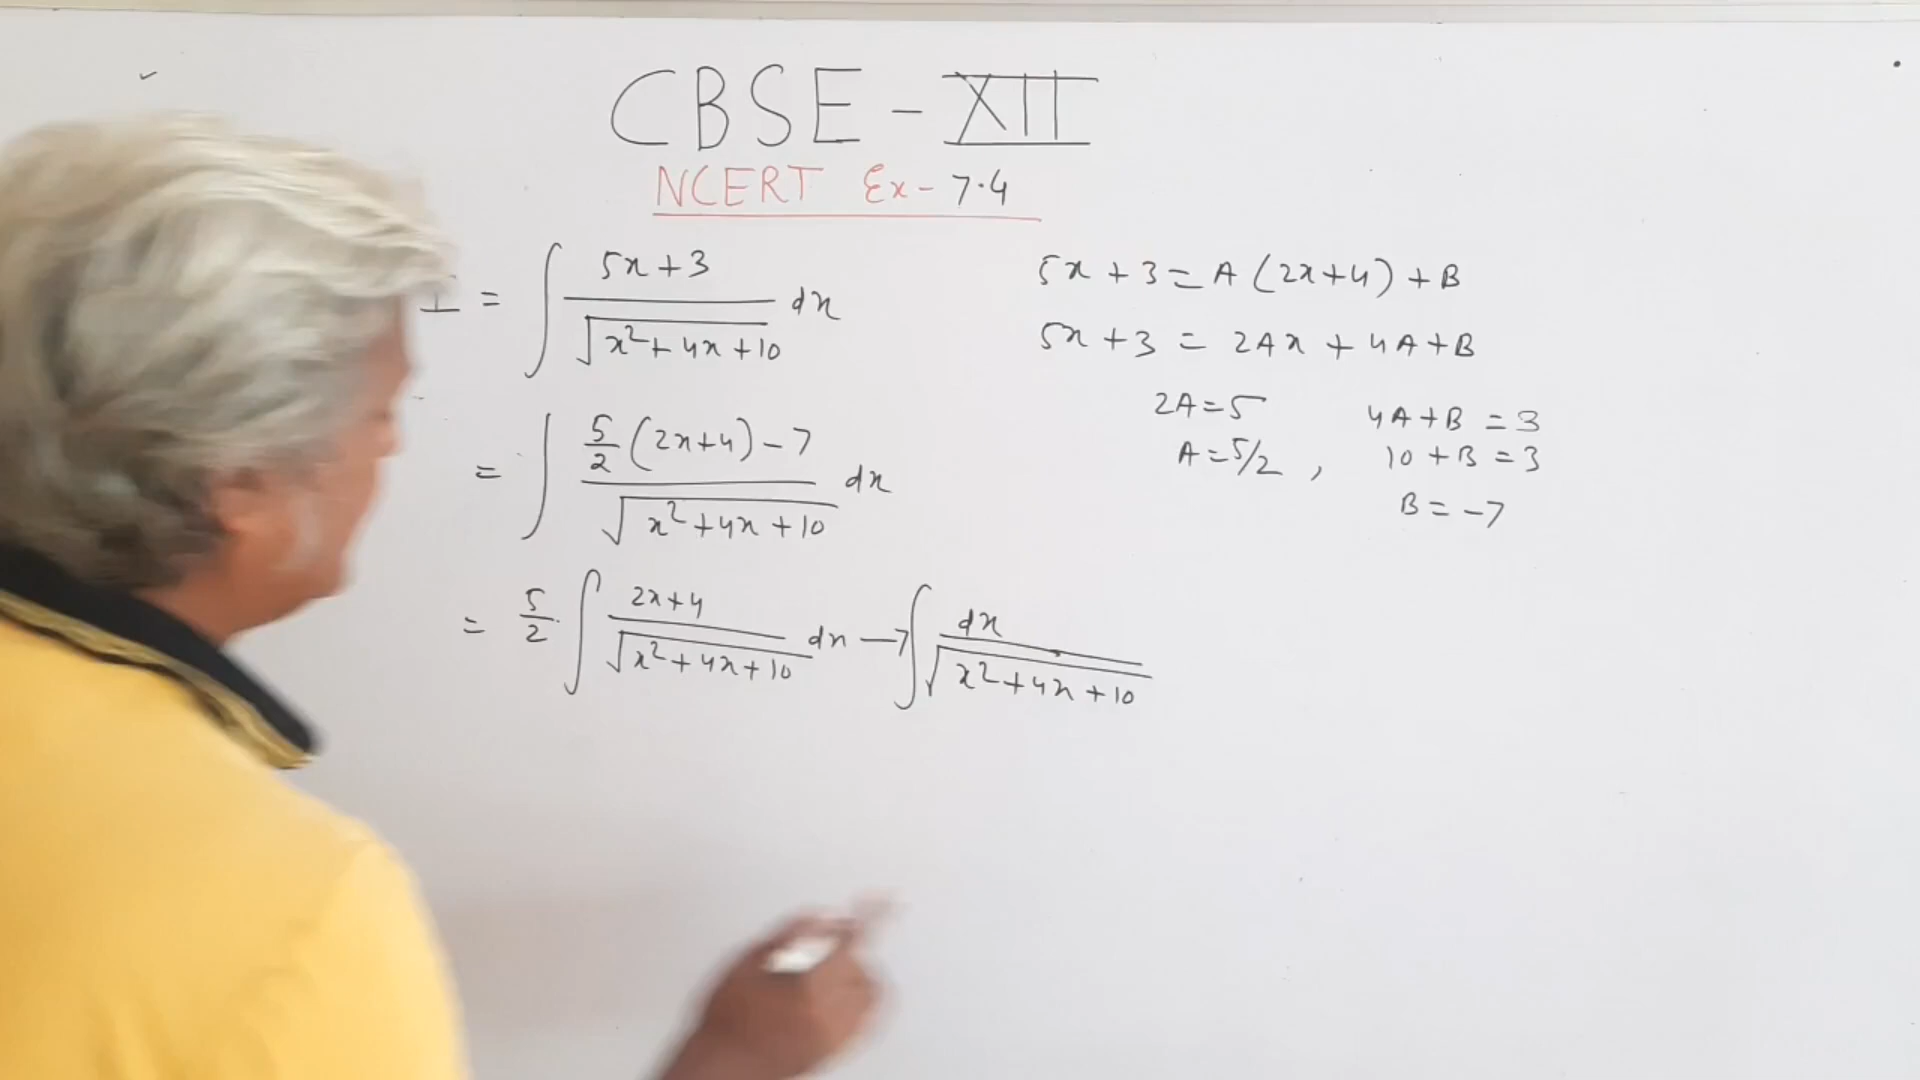 CBSE - XII
NCERT Ex- 7.4
I = ∫ (5x+3)/√(x²+4x+10) dx
= ∫ (5/2 (2x+4) - 7)/√(x²+4x+10) dx
= 5/2 ∫ (2x+4)/√(x²+4x+10) dx - 7 ∫ dx/√(x²+4x+10)
5x+3 = A(2x+4)+B
5x+3 = 2Ax + 4A+B
2A=5 4A+B=3
A=5/2 , 10+B=3
B=-7